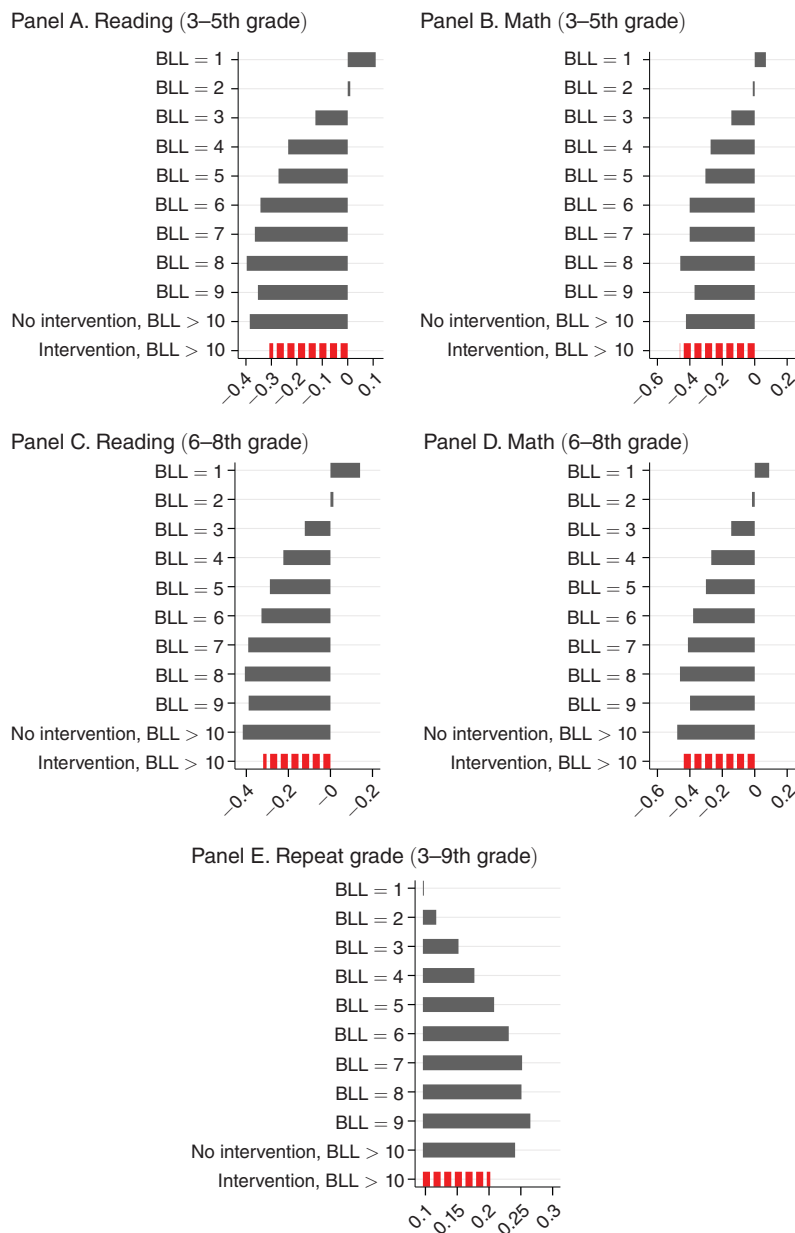 Panel A. Reading (3–5th grade)
BLL = 1
BLL = 2
BLL = 3
BLL = 4
BLL = 5
BLL = 6
BLL = 7
BLL = 8
BLL = 9
No intervention, BLL > 10
Intervention, BLL > 10
−0.4 −0.3 −0.2 −0.1 0 0.1
Panel B. Math (3–5th grade)
BLL = 1
BLL = 2
BLL = 3
BLL = 4
BLL = 5
BLL = 6
BLL = 7
BLL = 8
BLL = 9
No intervention, BLL > 10
Intervention, BLL > 10
−0.6 −0.4 −0.2 0 0.2
Panel C. Reading (6–8th grade)
BLL = 1
BLL = 2
BLL = 3
BLL = 4
BLL = 5
BLL = 6
BLL = 7
BLL = 8
BLL = 9
No intervention, BLL > 10
Intervention, BLL > 10
−0.4 −0.2 −0 −0.2
Panel D. Math (6–8th grade)
BLL = 1
BLL = 2
BLL = 3
BLL = 4
BLL = 5
BLL = 6
BLL = 7
BLL = 8
BLL = 9
No intervention, BLL > 10
Intervention, BLL > 10
−0.6 −0.4 −0.2 0 0.2
Panel E. Repeat grade (3–9th grade)
BLL = 1
BLL = 2
BLL = 3
BLL = 4
BLL = 5
BLL = 6
BLL = 7
BLL = 8
BLL = 9
No intervention, BLL > 10
Intervention, BLL > 10
0.1 0.15 0.2 0.25 0.3